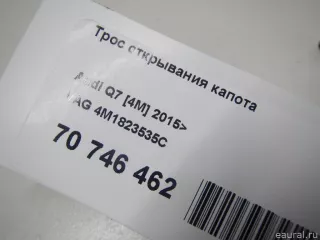 Трос открывания капота
Audi Q7 [4M] 2015>
VAG 4M1823535C
70 746 462
eaural.ru